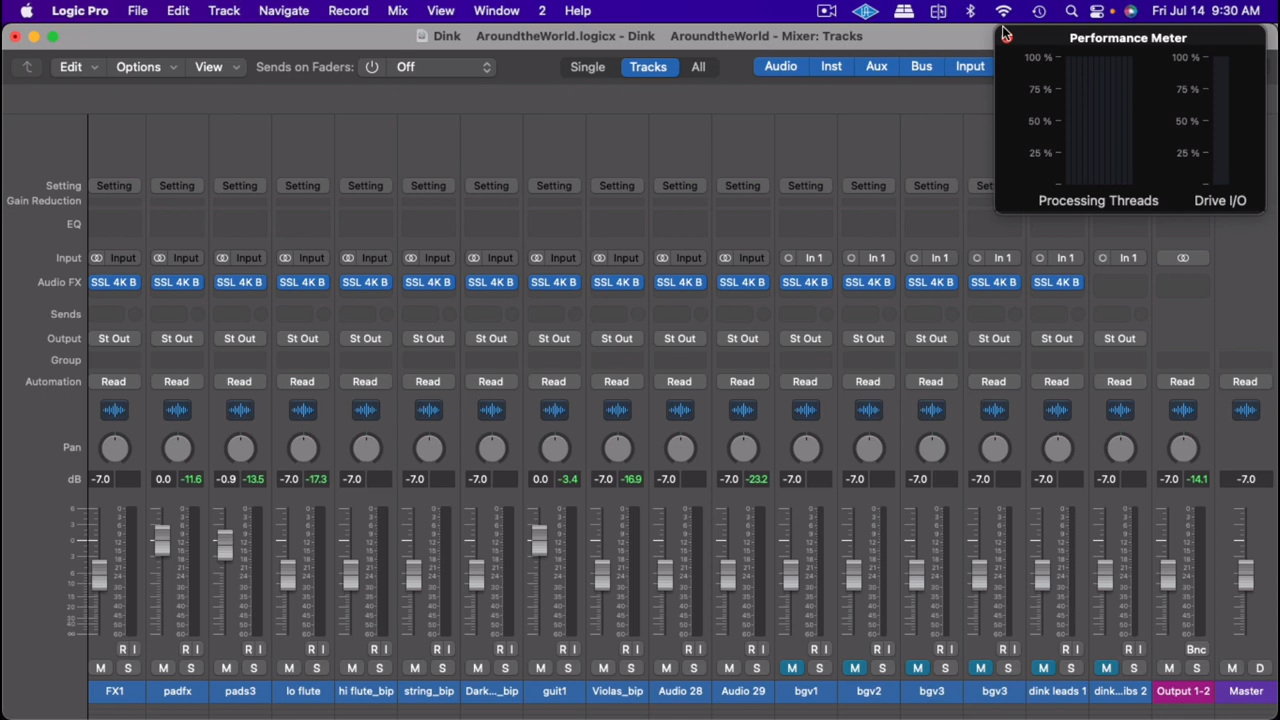 Logic Pro File Edit Track Navigate Record Mix View Window 2 Help Fri Jul 14 9:30 AM
Dink AroundtheWorld.logicx - Dink AroundtheWorld - Mixer: Tracks
Performance Meter
Edit Options View Sends on Faders: Off Single Tracks All Audio Inst Aux Bus Input
100 % 100 %
75 % 75 %
50 % 50 %
25 % 25 %
Processing Threads Drive I/O
Setting Setting Setting Setting Setting Setting Setting Setting Setting Setting Setting Setting Setting Setting Setting Set
Gain Reduction
EQ
Input Input Input Input Input Input Input Input Input Input Input Input In 1 In 1 In 1 In 1 In 1 In 1
Audio FX SSL 4K B SSL 4K B SSL 4K B SSL 4K B SSL 4K B SSL 4K B SSL 4K B SSL 4K B SSL 4K B SSL 4K B SSL 4K B SSL 4K B SSL 4K B SSL 4K B SSL 4K B SSL 4K B
Sends
Output St Out St Out St Out St Out St Out St Out St Out St Out St Out St Out St Out St Out St Out St Out St Out St Out St Out
Group
Automation Read Read Read Read Read Read Read Read Read Read Read Read Read Read Read Read Read Read Read
Pan
dB -7.0 0.0 -11.6 -0.9 -13.5 -7.0 -17.3 -7.0 -7.0 -7.0 0.0 -3.4 -7.0 -16.9 -7.0 -7.0 -23.2 -7.0 -7.0 -7.0 -7.0 -7.0 -7.0 -7.0 -14.1 -7.0
R I R I R I R I R I R I R I R I R I R I R I R I R I R I R I R I R I Bnc
M S M S M S M S M S M S M S M S M S M S M S M S M S M S M S M S M S M S M D
FX1 padfx pads3 lo flute hi flute_bip string_bip Dark..._bip guit1 Violas_bip Audio 28 Audio 29 bgv1 bgv2 bgv3 bgv3 dink leads 1 dink...ibs 2 Output 1-2 Master